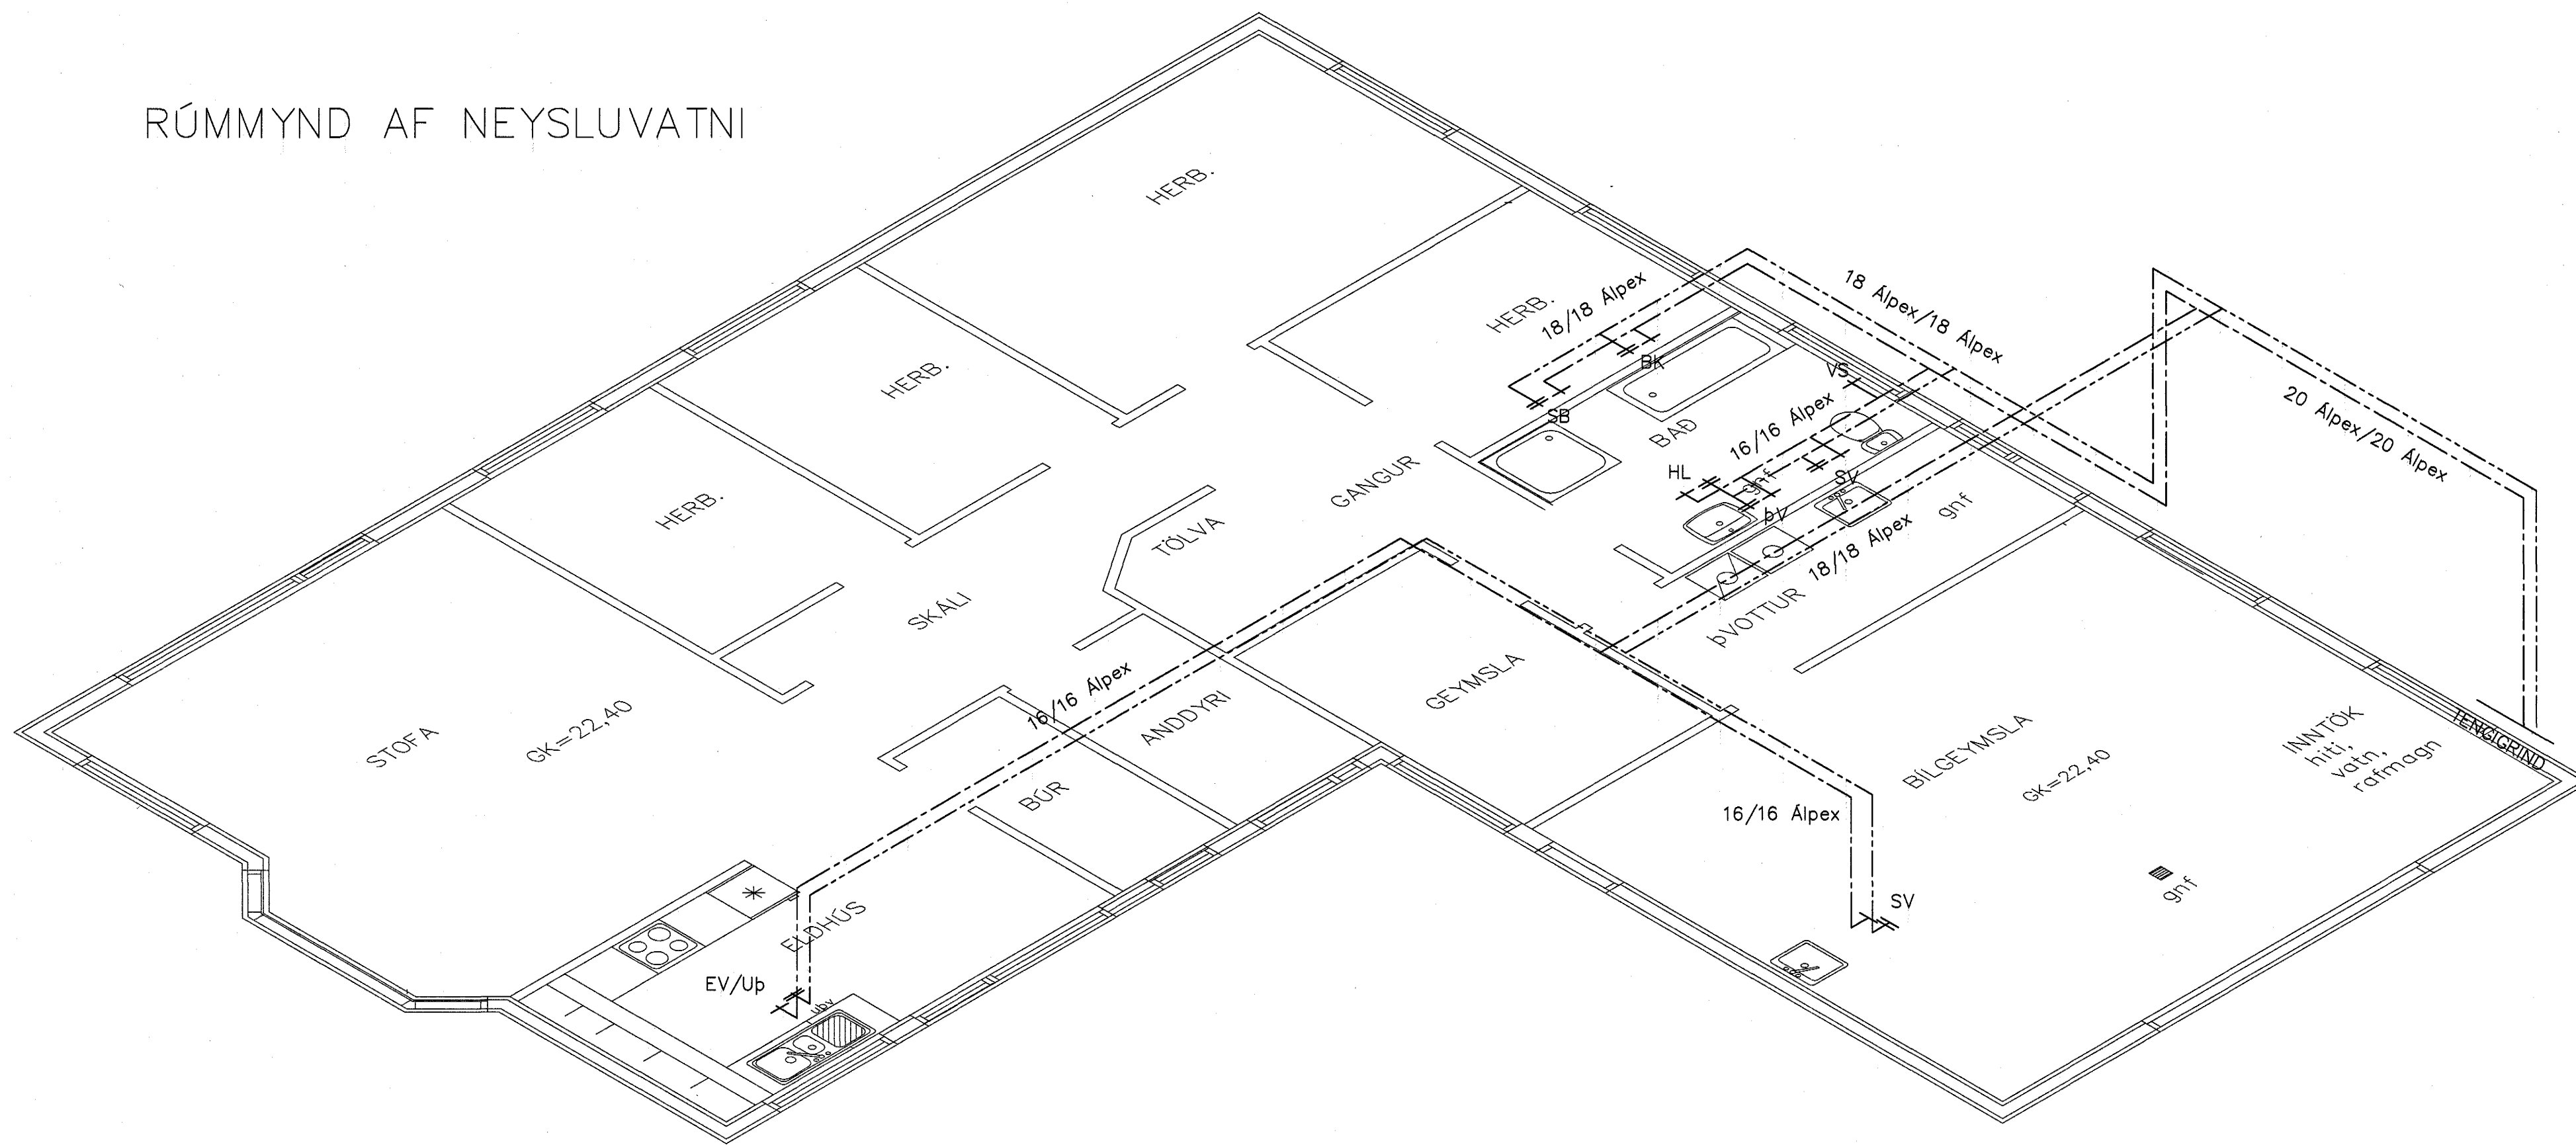 RÚMMYND AF NEYSLUVATNI
HERB.
HERB.
HERB.
HERB.
18/18 Álpex
18 Álpex/18 Álpex
20 Álpex/20 Álpex
BK
VS
SB
BAÐ
16/16 Álpex
HL
gnf
SV
ÞV
gnf
GANGUR
TÖLVA
SKÁLI
18/18 Álpex
ÞVOTTUR
16/16 Álpex
GEYMSLA
ANDDYRI
STOFA
GK=22,40
BÚR
BÍLGEYMSLA
GK=22,40
INNTÖK
hiti,
vatn,
rafmagn
TENGIGRIND
16/16 Álpex
SV
gnf
ELDHÚS
EV/Uþ
uþv